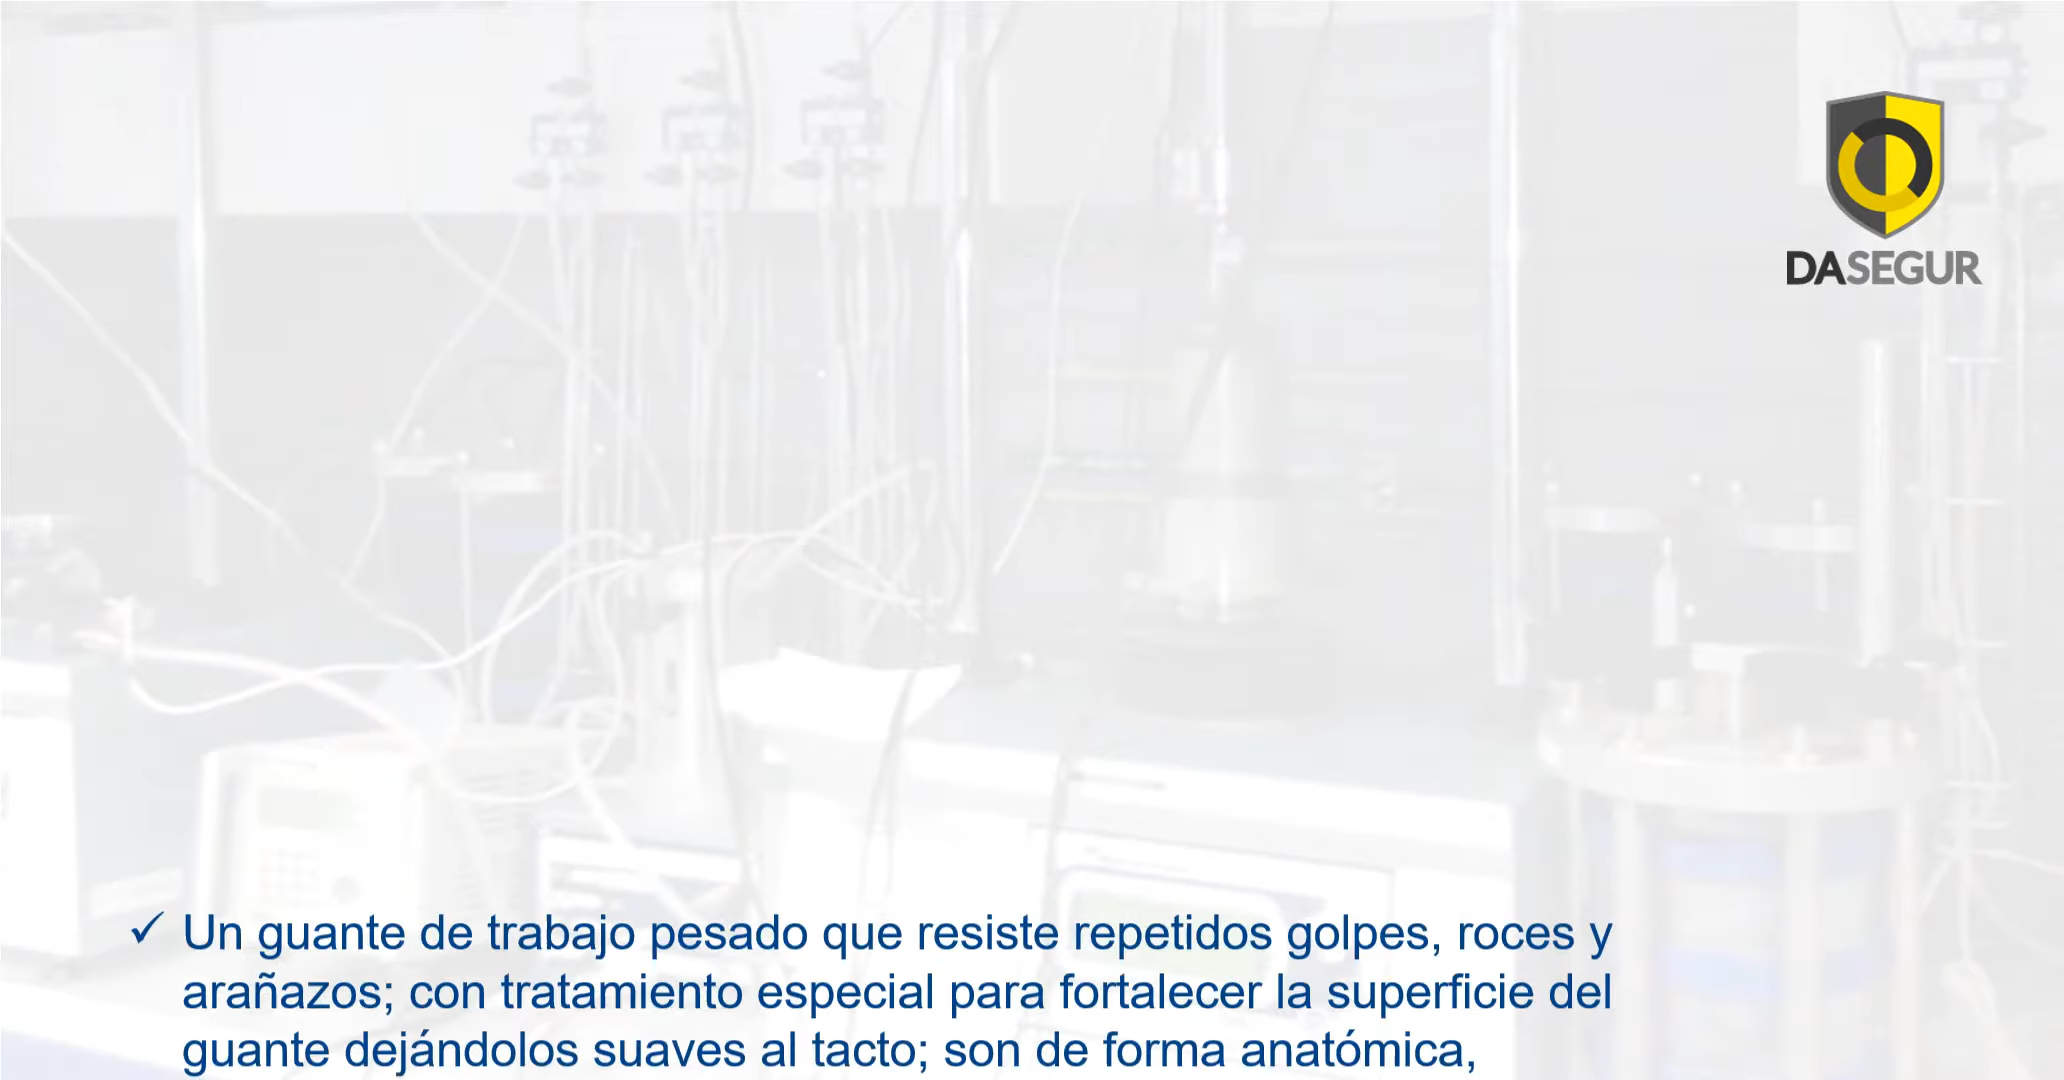 DASEGUR
✓ Un guante de trabajo pesado que resiste repetidos golpes, roces y
arañazos; con tratamiento especial para fortalecer la superficie del
guante dejándolos suaves al tacto; son de forma anatómica,